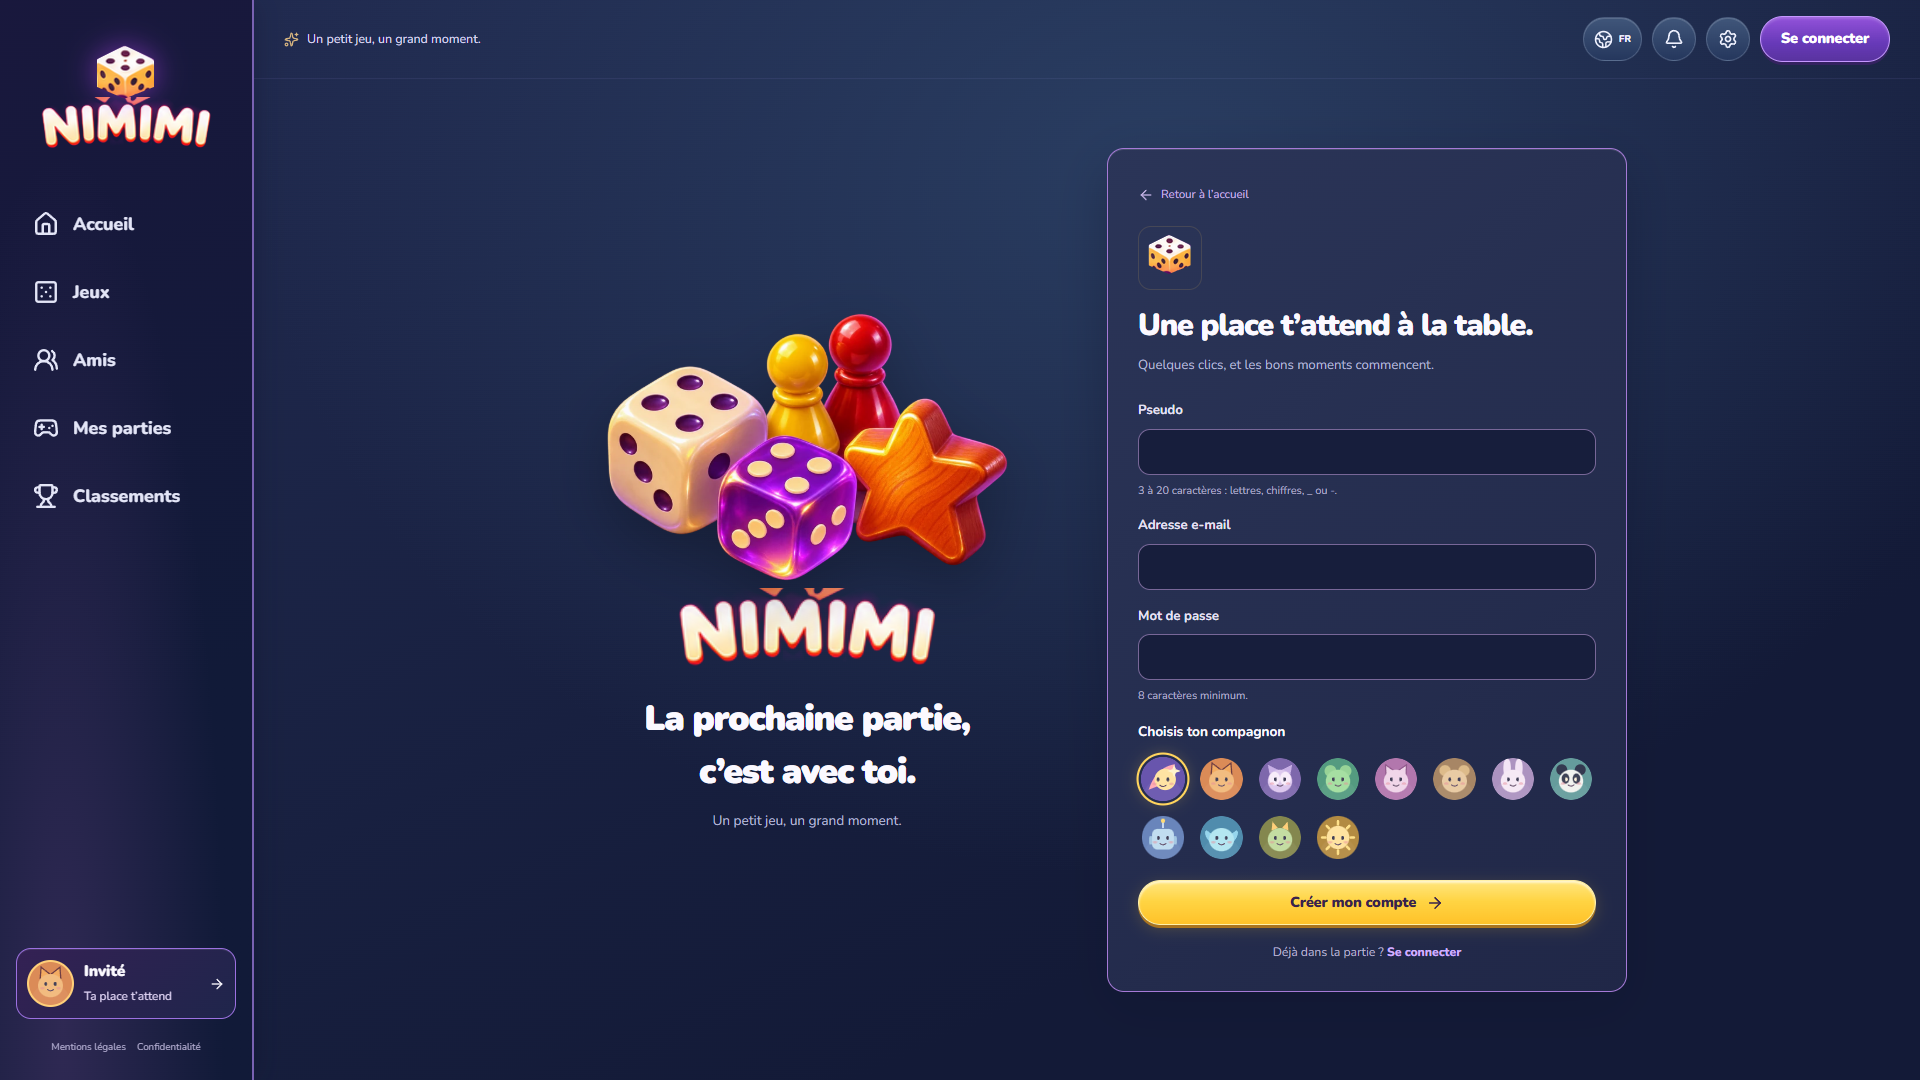 NIMIMI
Accueil
Jeux
Amis
Mes parties
Classements
Invité
Ta place t’attend
Mentions légales Confidentialité
Un petit jeu, un grand moment.
FR
Se connecter
NIMIMI
La prochaine partie,
c’est avec toi.
Un petit jeu, un grand moment.
Retour à l’accueil
Une place t’attend à la table.
Quelques clics, et les bons moments commencent.
Pseudo
3 à 20 caractères : lettres, chiffres, _ ou -.
Adresse e-mail
Mot de passe
8 caractères minimum.
Choisis ton compagnon
Créer mon compte
Déjà dans la partie ? Se connecter